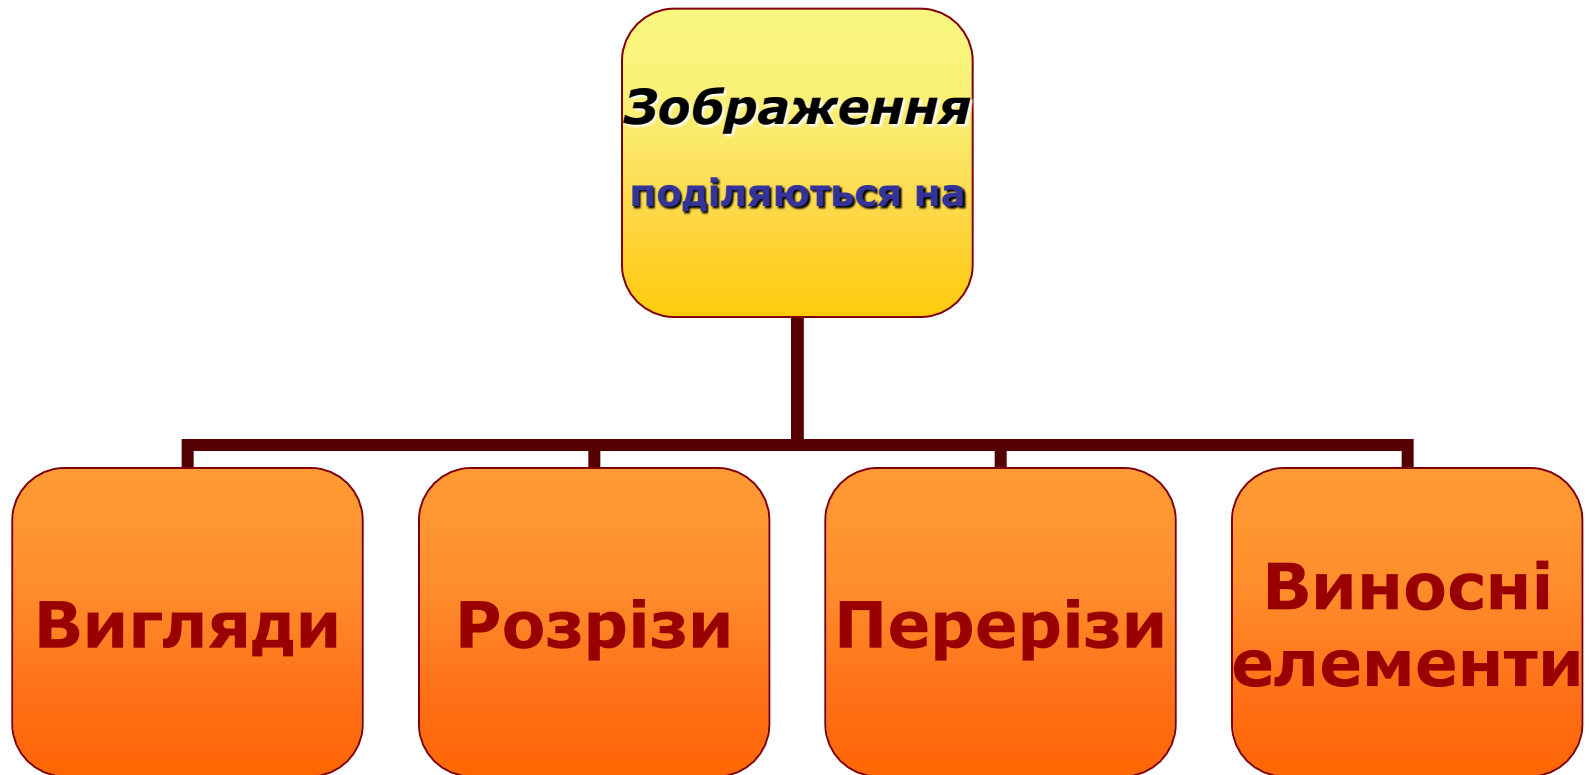 Зображення
поділяються на
Вигляди
Розрізи
Перерізи
Виносні
елементи